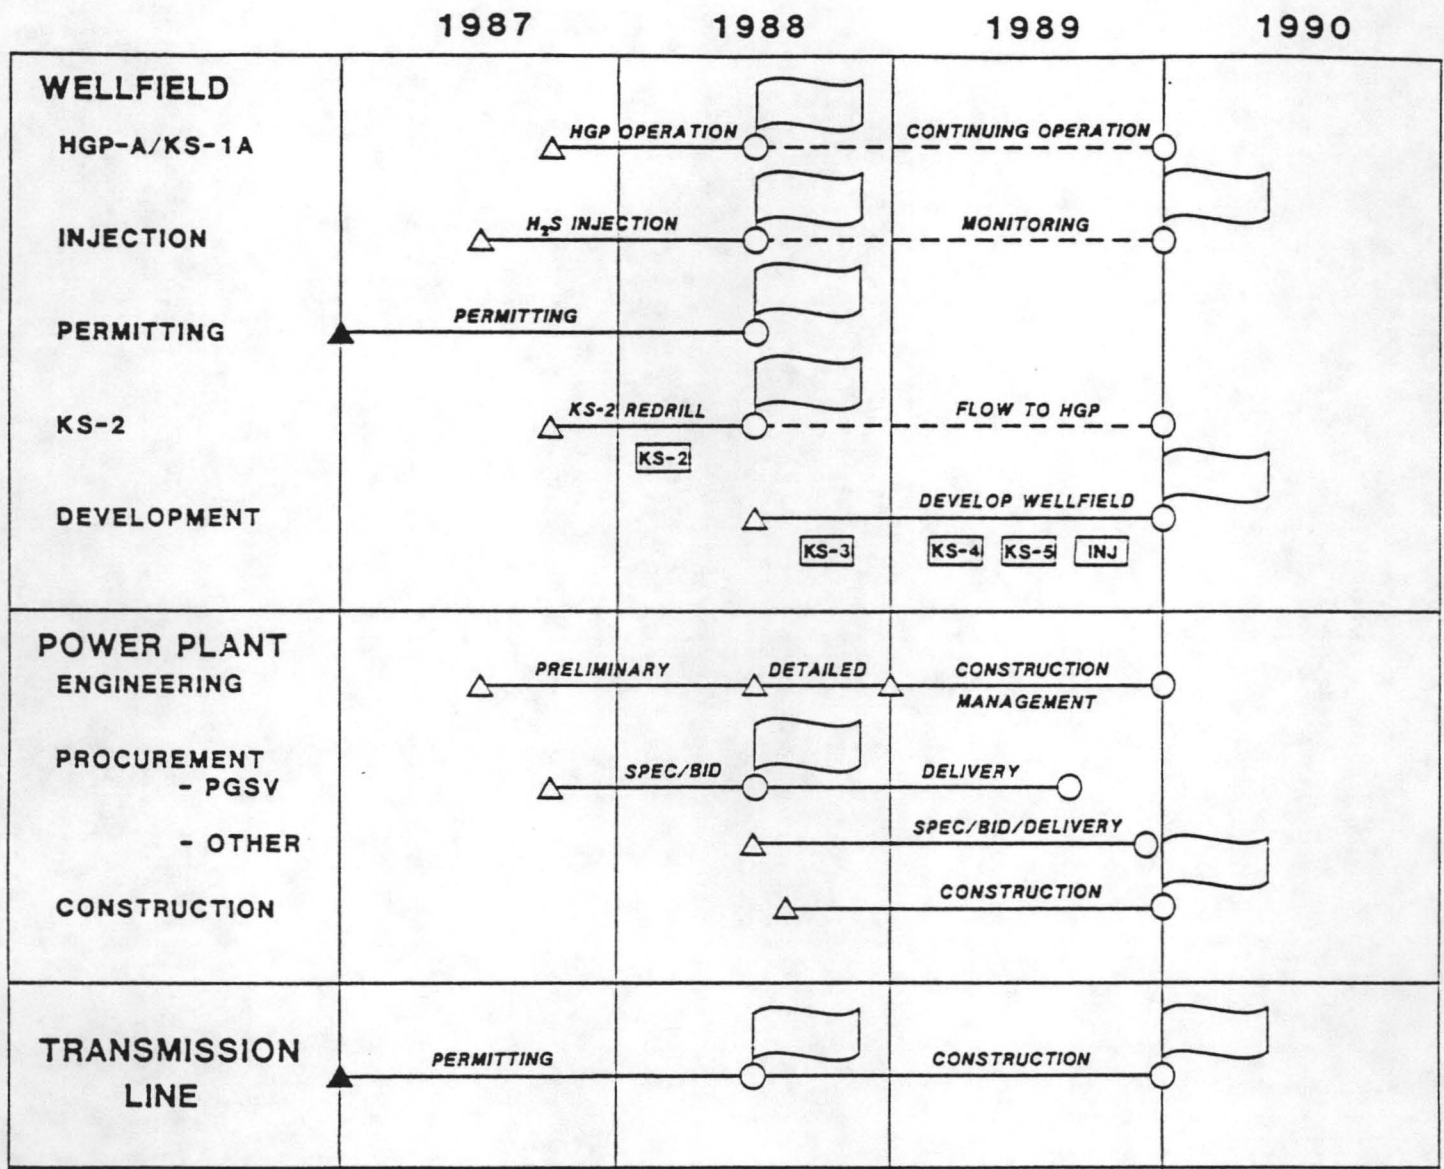 1987 1988 1989 1990
WELLFIELD
HGP OPERATION CONTINUING OPERATION
HGP-A/KS-1A
H₂S INJECTION MONITORING
INJECTION
PERMITTING
PERMITTING
KS-2 REDRILL FLOW TO HGP
KS-2
KS-2
DEVELOP WELLFIELD
DEVELOPMENT
KS-3 KS-4 KS-5 INJ
POWER PLANT
PRELIMINARY DETAILED CONSTRUCTION
ENGINEERING
MANAGEMENT
PROCUREMENT
SPEC/BID DELIVERY
- PGSV
SPEC/BID/DELIVERY
- OTHER
CONSTRUCTION
CONSTRUCTION
TRANSMISSION
PERMITTING CONSTRUCTION
LINE